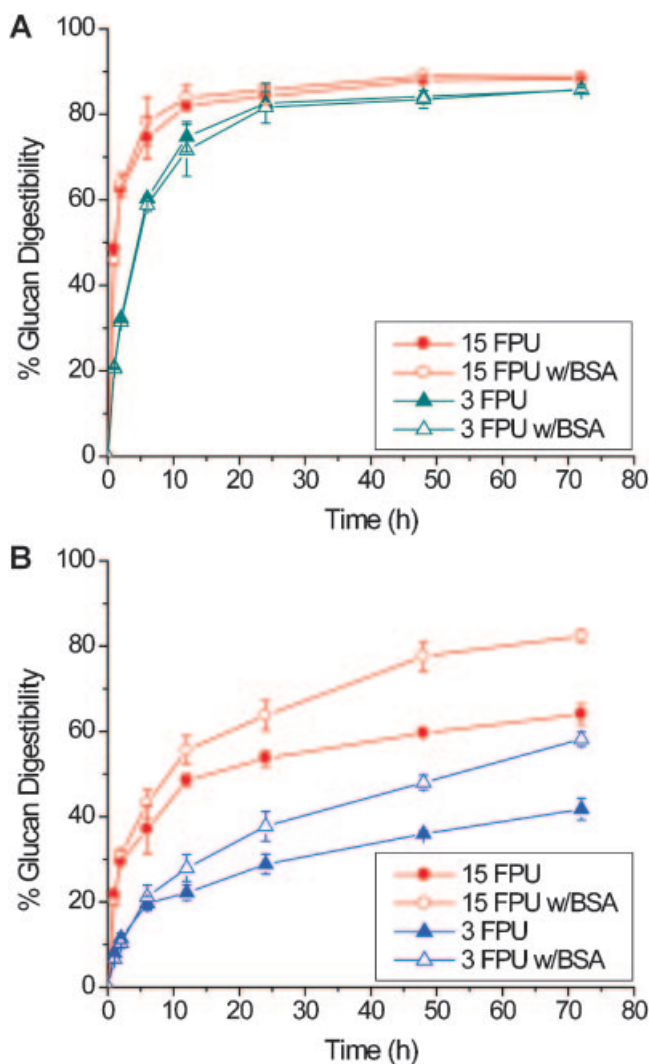 A
100
80
60
40
20
0
% Glucan Digestibility
15 FPU
15 FPU w/BSA
3 FPU
3 FPU w/BSA
0 10 20 30 40 50 60 70 80
Time (h)
B
100
80
60
40
20
0
% Glucan Digestibility
15 FPU
15 FPU w/BSA
3 FPU
3 FPU w/BSA
0 10 20 30 40 50 60 70 80
Time (h)